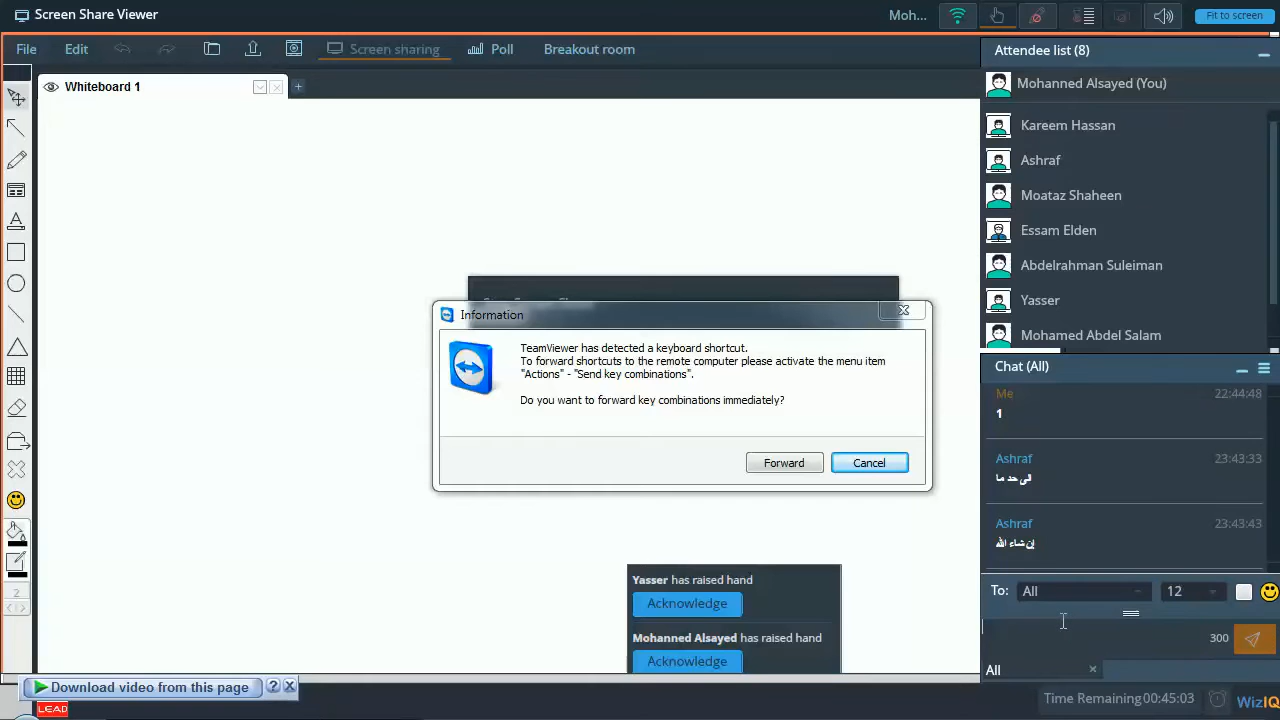 Screen Share Viewer
Moh...
Fit to screen
File
Edit
Screen sharing
Poll
Breakout room
Whiteboard 1
Attendee list (8)
Mohanned Alsayed (You)
Kareem Hassan
Ashraf
Moataz Shaheen
Essam Elden
Abdelrahman Suleiman
Yasser
Mohamed Abdel Salam
Information
TeamViewer has detected a keyboard shortcut.
To forward shortcuts to the remote computer please activate the menu item
"Actions" - "Send key combinations".
Do you want to forward key combinations immediately?
Forward
Cancel
Yasser has raised hand
Acknowledge
Mohanned Alsayed has raised hand
Acknowledge
Chat (All)
Me 22:44:48
1
Ashraf 23:43:33
الى حد ما
Ashraf 23:43:43
إن شاء الله
To: All 12
300
All
2
Download video from this page
?
LEAD
Time Remaining 00:45:03
WizIQ